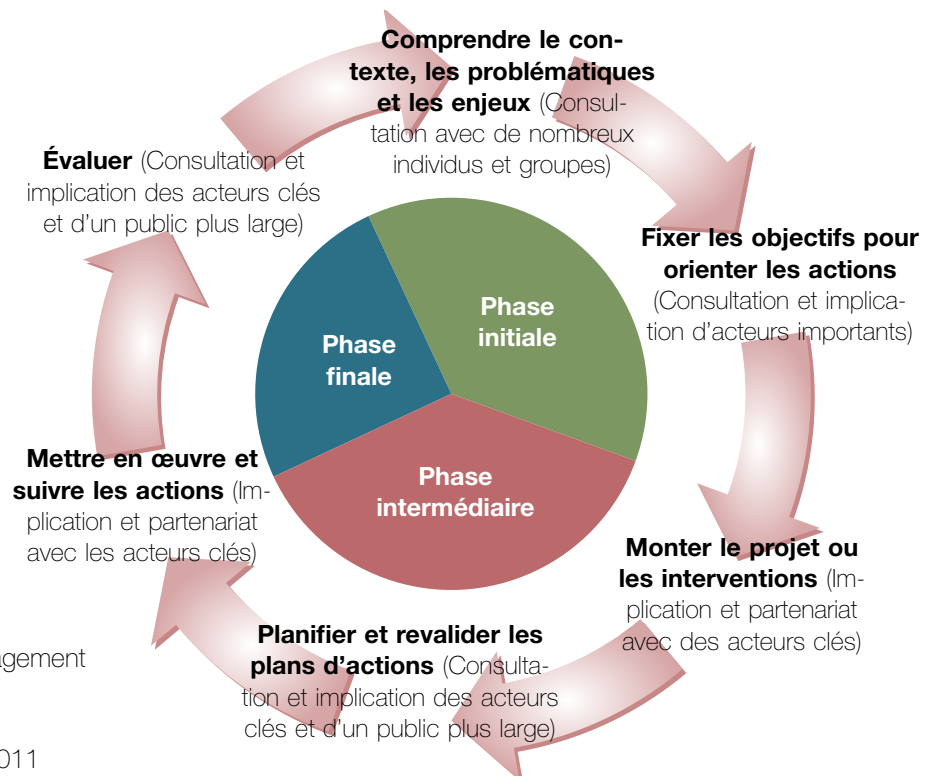 Comprendre le con-
texte, les problématiques
et les enjeux (Consul-
tation avec de nombreux
individus et groupes)
Fixer les objectifs pour
orienter les actions
(Consultation et implica-
tion d'acteurs importants)
Monter le projet ou
les interventions (Im-
plication et partenariat
avec des acteurs clés)
Planifier et revalider les
plans d'actions (Consulta-
tion et implication des acteurs
clés et d'un public plus large)
Mettre en œuvre et
suivre les actions (Im-
plication et partenariat
avec les acteurs clés)
Évaluer (Consultation et
implication des acteurs clés
et d'un public plus large)
Phase
initiale
Phase
finale
Phase
intermédiaire
agement
011